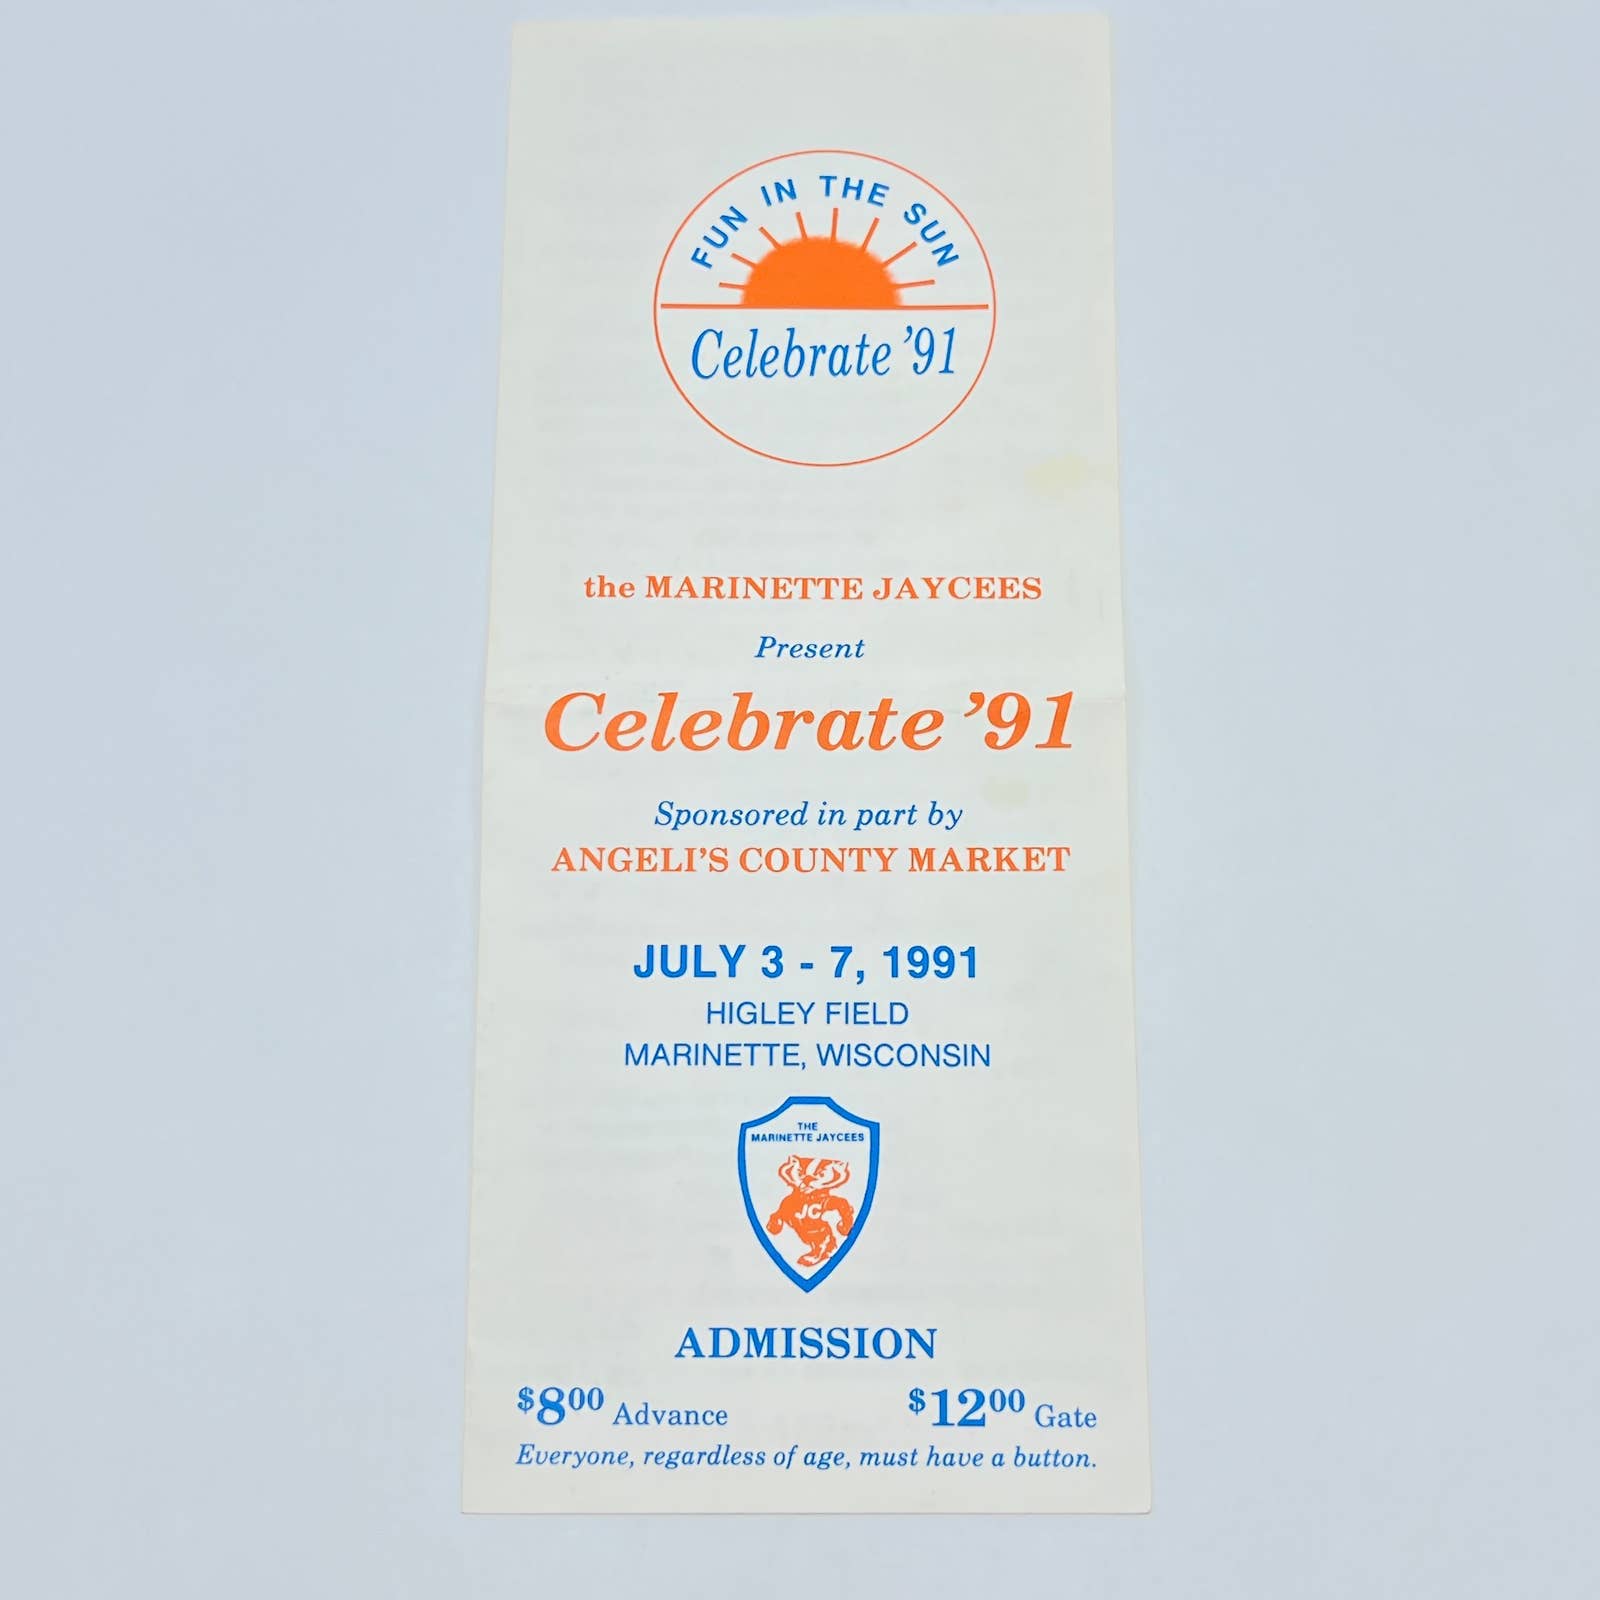 FUN IN THE SUN
Celebrate '91
the MARINETTE JAYCEES
Present
Celebrate '91
Sponsored in part by
ANGELI'S COUNTY MARKET
JULY 3 - 7, 1991
HIGLEY FIELD
MARINETTE, WISCONSIN
THE
MARINETTE JAYCEES
JC
ADMISSION
$800 Advance $1200 Gate
Everyone, regardless of age, must have a button.